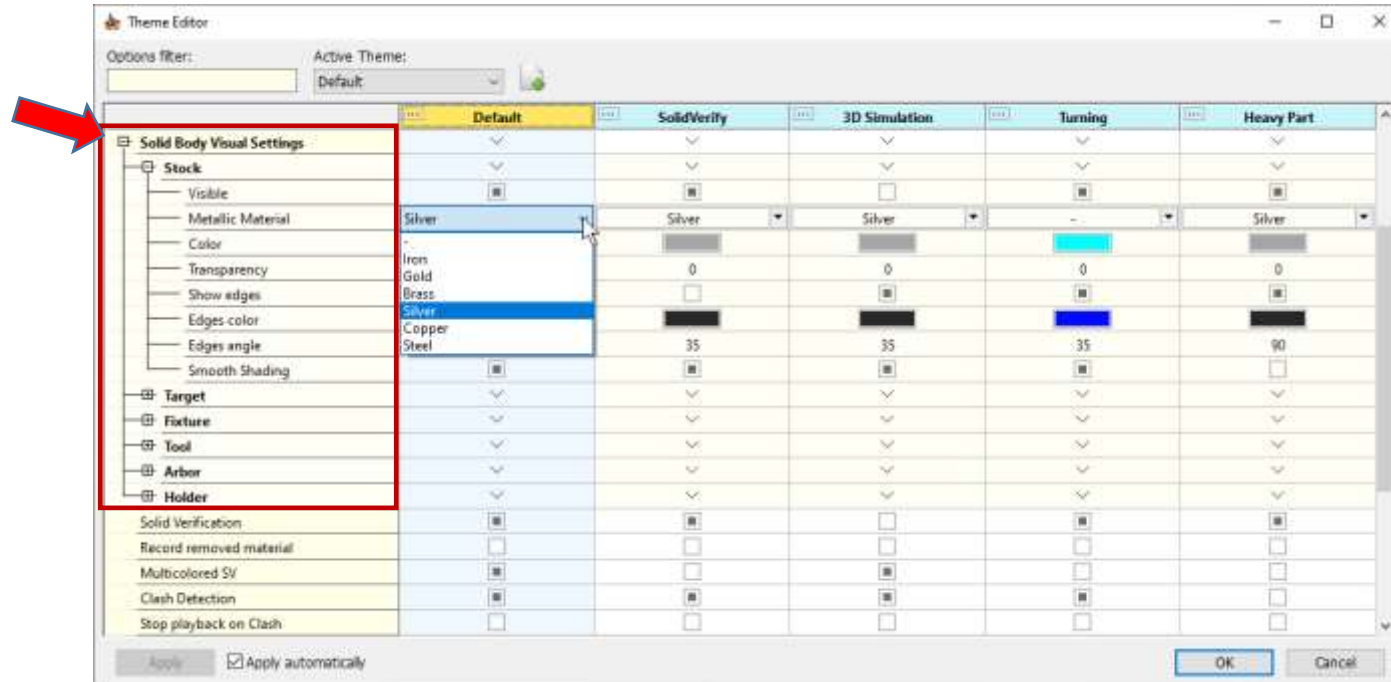 Theme Editor
Options filter: Active Theme:
Default
Default SolidVerify 3D Simulation Turning Heavy Part
Solid Body Visual Settings
Stock
Visible
Metallic Material Silver Silver Silver - Silver
Color -
Iron
Transparency Gold 0 0 0 0
Show edges Brass
Silver
Edges color Copper
Edges angle Steel 35 35 35 90
Smooth Shading
Target
Fixture
Tool
Arbor
Holder
Solid Verification
Record removed material
Multicolored SV
Clash Detection
Stop playback on Clash
Apply Apply automatically OK Cancel